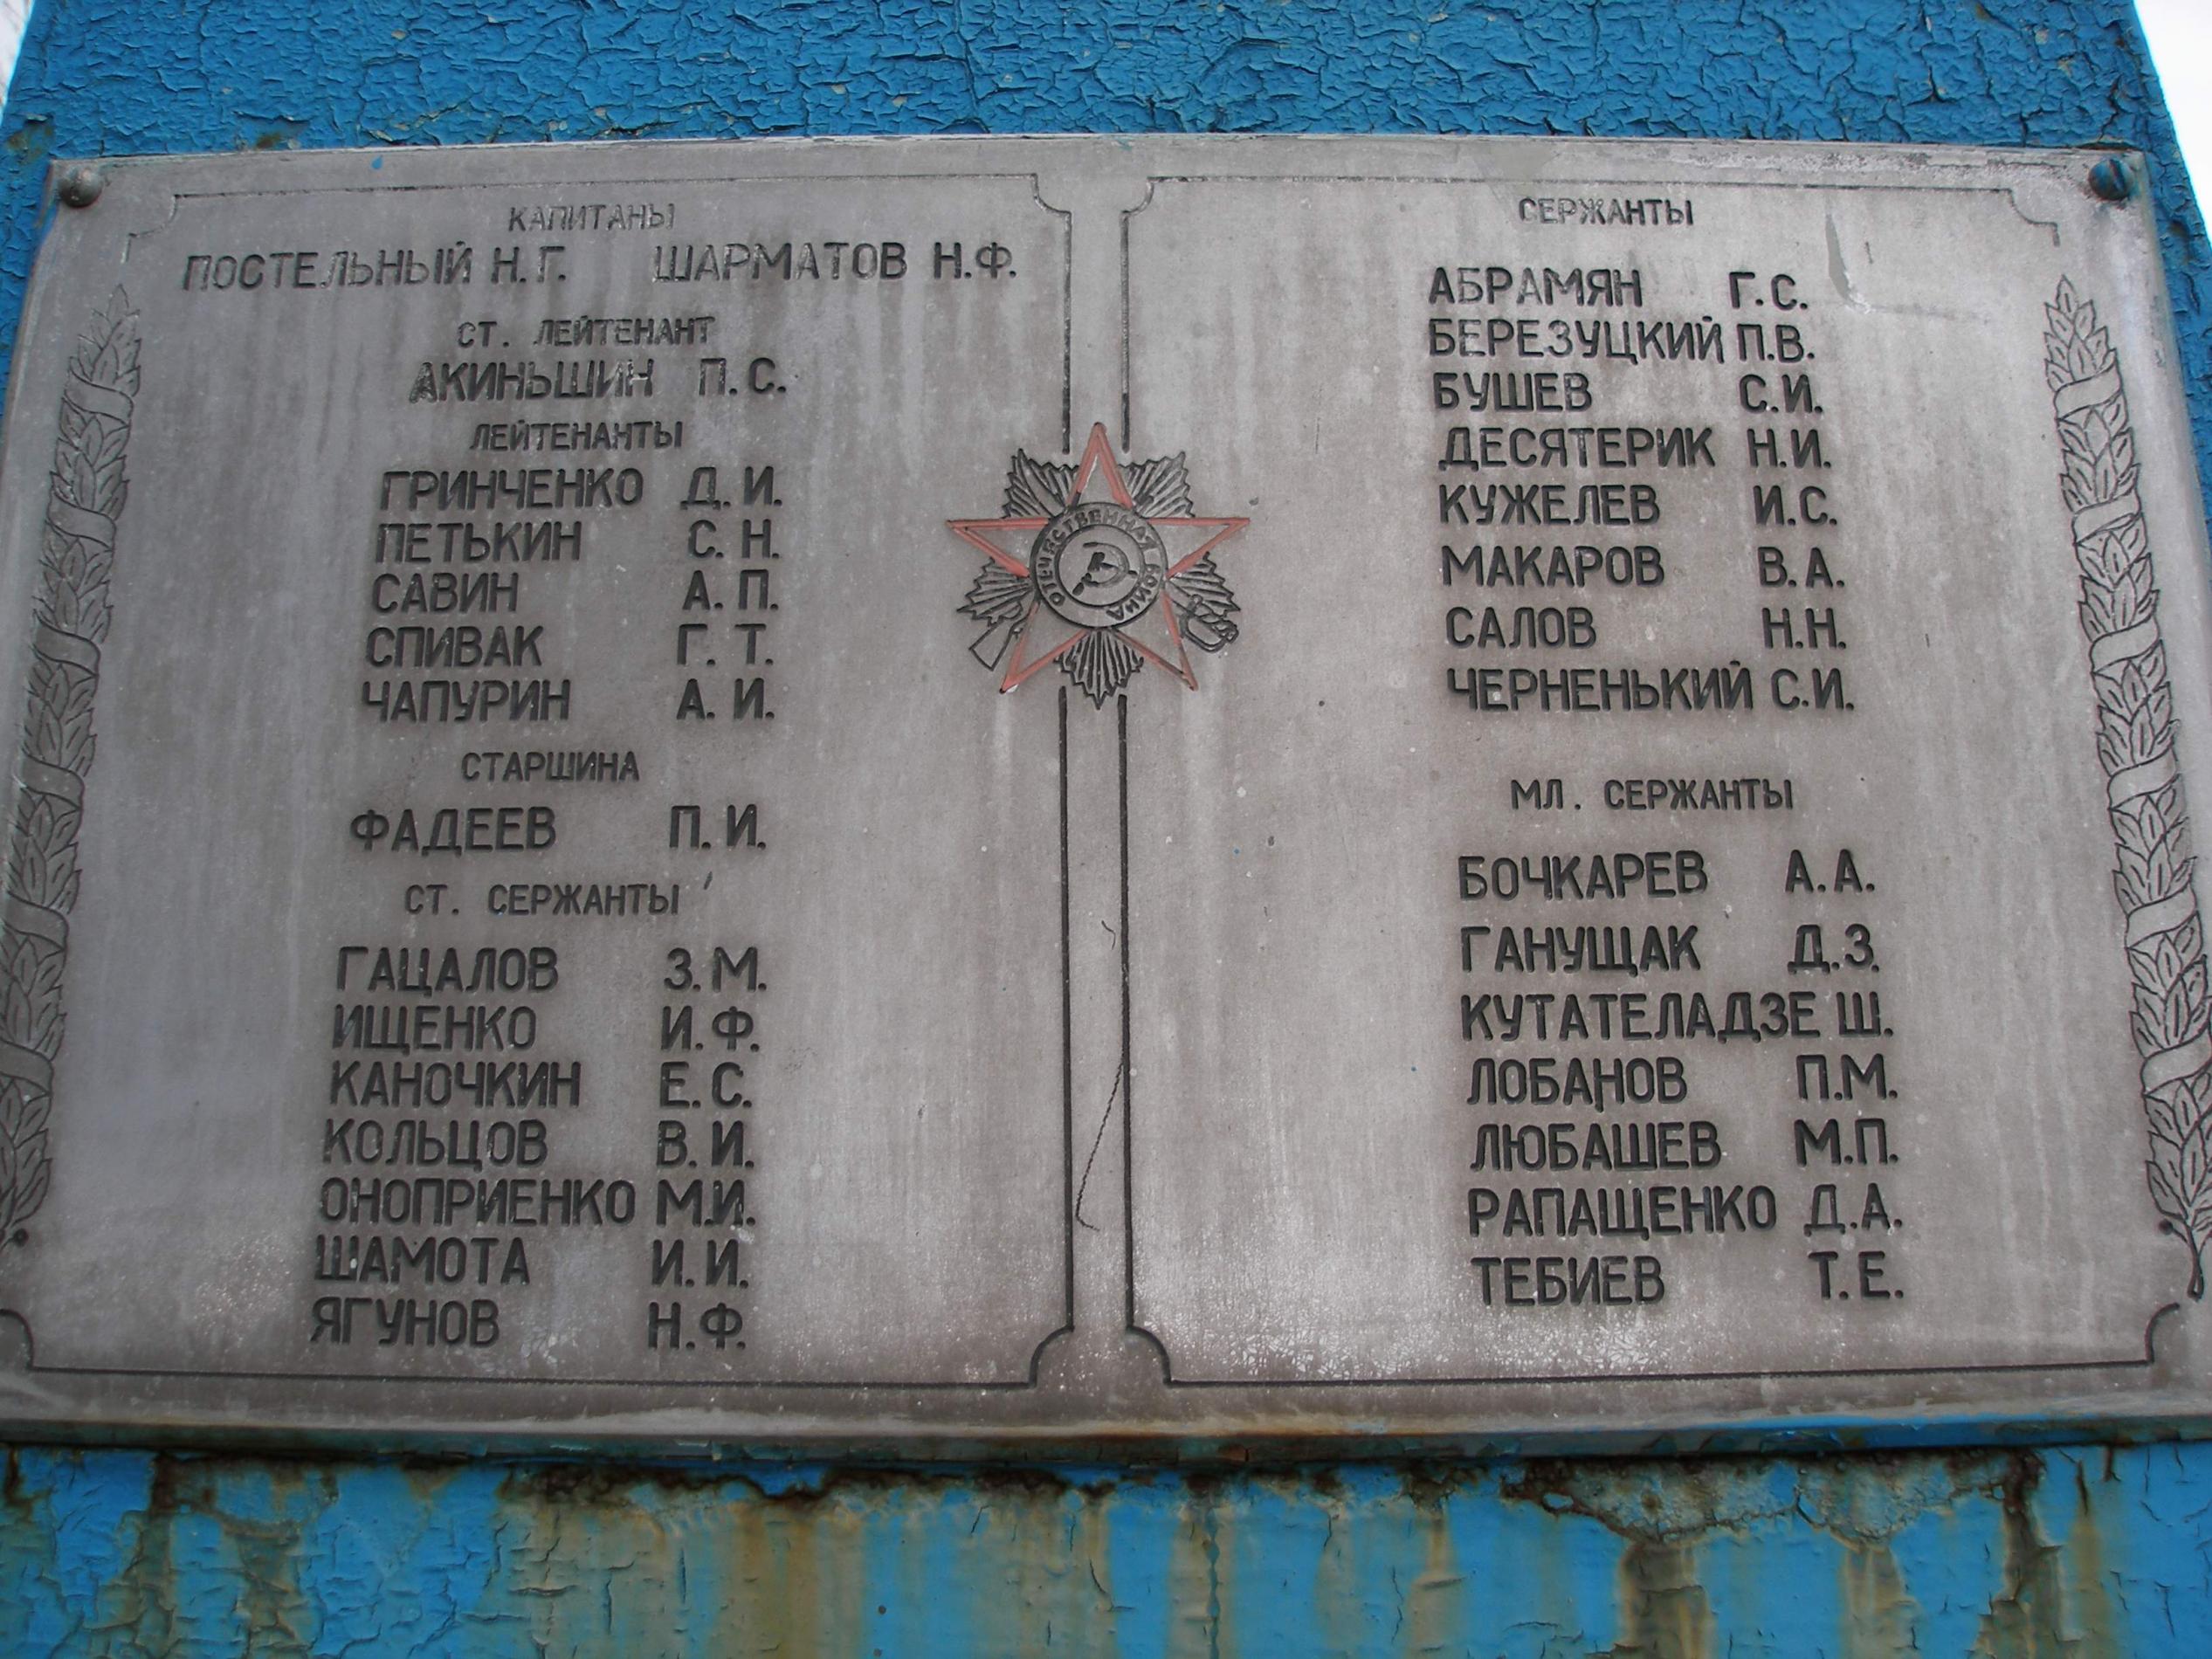 КАПИТАНЫ
ПОСТЕЛЬНЫЙ Н.Г. ШАРМАТОВ Н.Ф.
СТ. ЛЕЙТЕНАНТ
АКИНЬШИН П.С.
ЛЕЙТЕНАНТЫ
ГРИНЧЕНКО Д.И.
ПЕТЬКИН С.Н.
САВИН А.П.
СПИВАК Г.Т.
ЧАПУРИН А.И.
СТАРШИНА
ФАДЕЕВ П.И.
СТ. СЕРЖАНТЫ
ГАЦАЛОВ З.М.
ИЩЕНКО И.Ф.
КАНОЧКИН Е.С.
КОЛЬЦОВ В.И.
ОНОПРИЕНКО М.И.
ШАМОТА И.И.
ЯГУНОВ Н.Ф.
ОТЕЧЕСТВЕННАЯ ВОЙНА
СЕРЖАНТЫ
АБРАМЯН Г.С.
БЕРЕЗУЦКИЙ П.В.
БУШЕВ С.И.
ДЕСЯТЕРИК Н.И.
КУЖЕЛЕВ И.С.
МАКАРОВ В.А.
САЛОВ Н.Н.
ЧЕРНЕНЬКИЙ С.И.
МЛ. СЕРЖАНТЫ
БОЧКАРЕВ А.А.
ГАНУЩАК Д.З.
КУТАТЕЛАДЗЕ Ш.
ЛОБАНОВ П.М.
ЛЮБАШЕВ М.П.
РАПАЩЕНКО Д.А.
ТЕБИЕВ Т.Е.